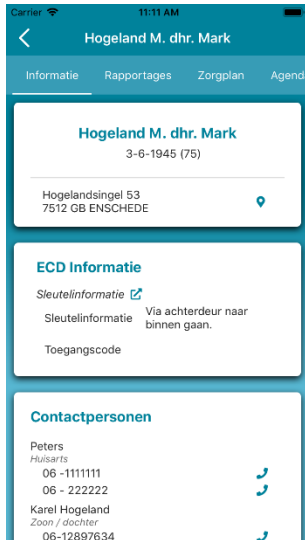 Carrier 11:11 AM
Hogeland M. dhr. Mark
Informatie Rapportages Zorgplan Agend
Hogeland M. dhr. Mark
3-6-1945 (75)
Hogelandsingel 53
7512 GB ENSCHEDE
ECD Informatie
Sleutelinformatie
Sleutelinformatie Via achterdeur naar
binnen gaan.
Toegangscode
Contactpersonen
Peters
Huisarts
06 -1111111
06 - 222222
Karel Hogeland
Zoon / dochter
06-12897634